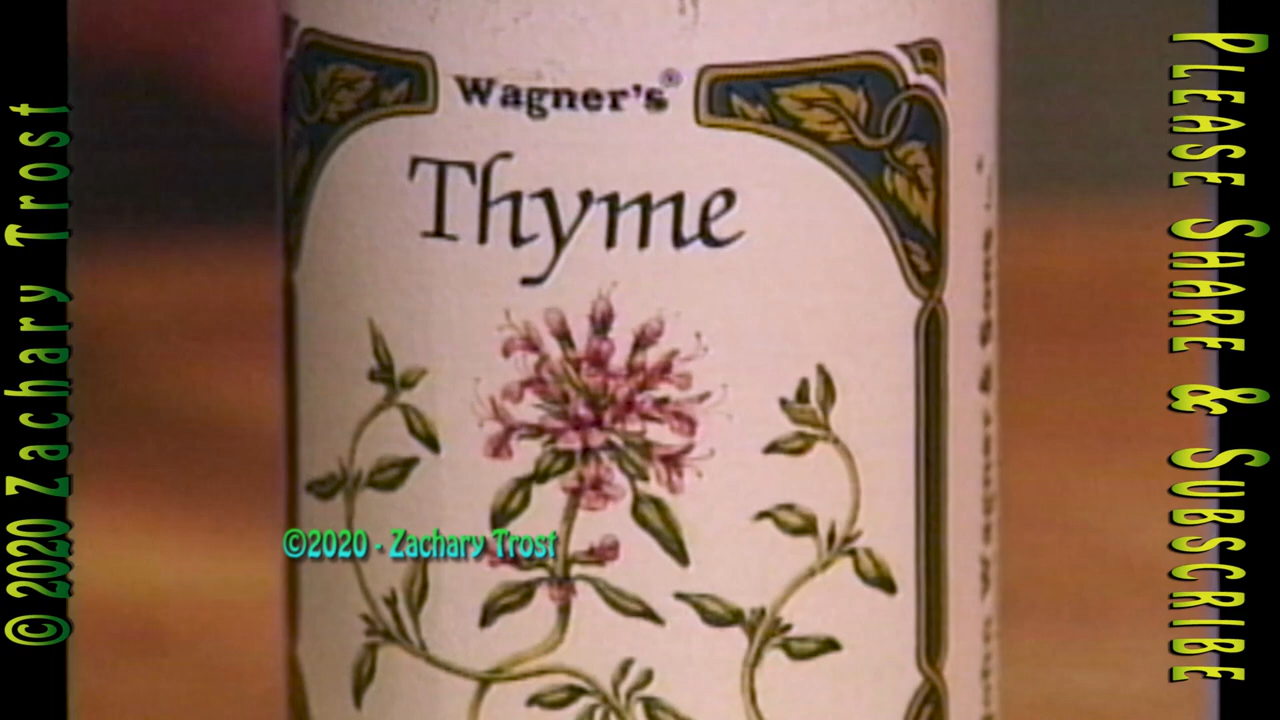 © 2020 Zachary Trost
Wagner's®
Thyme
©2020 - Zachary Trost
PLEASE SHARE & SUBSCRIBE